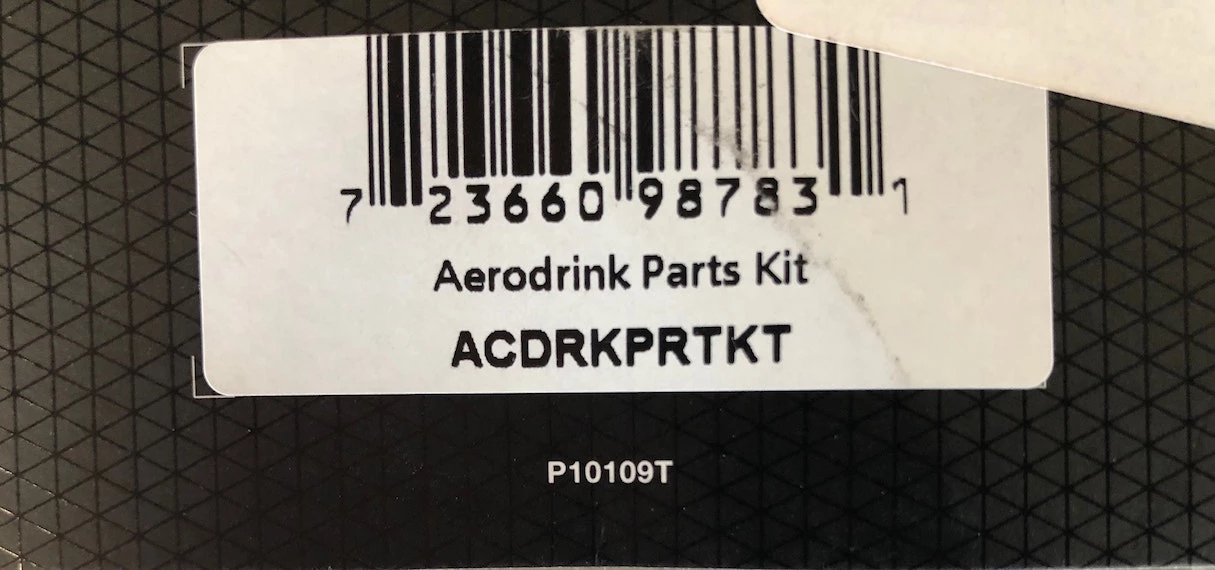 7 23660 98783 1
Aerodrink Parts Kit
ACDRKPRTKT
P10109T